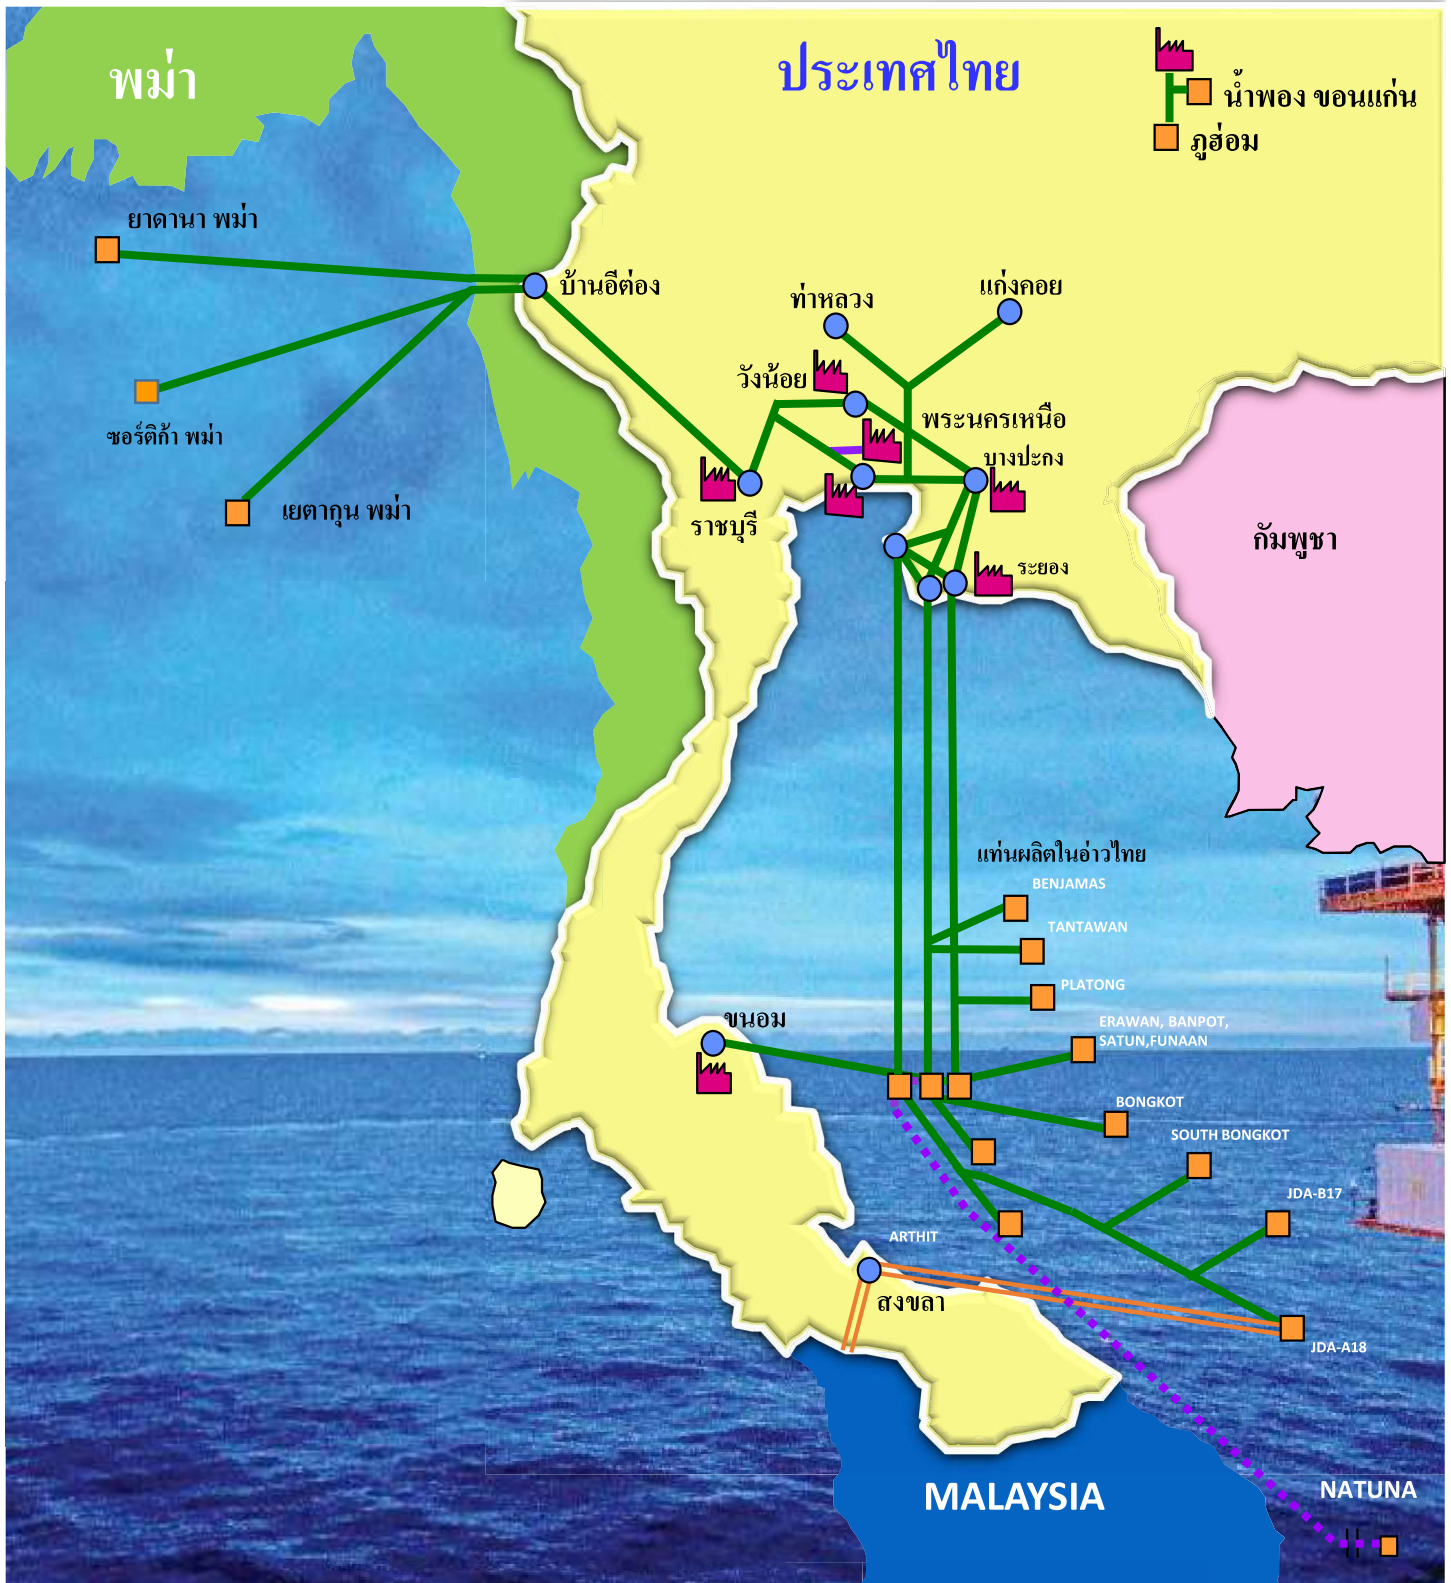 พม่า
ประเทศไทย
น้ำพอง ขอนแก่น
ภูฮ่อม
ยาดานา พม่า
บ้านอีต่อง
ท่าหลวง
แก่งคอย
วังน้อย
พระนครเหนือ
ซอร์ติก้า พม่า
บางปะกง
เยตากุน พม่า
ราชบุรี
กัมพูชา
ระยอง
แท่นผลิตในอ่าวไทย
BENJAMAS
TANTAWAN
PLATONG
ขนอม
ERAWAN, BANPOT,
SATUN,FUNAAN
BONGKOT
SOUTH BONGKOT
JDA-B17
ARTHIT
สงขลา
JDA-A18
MALAYSIA
NATUNA